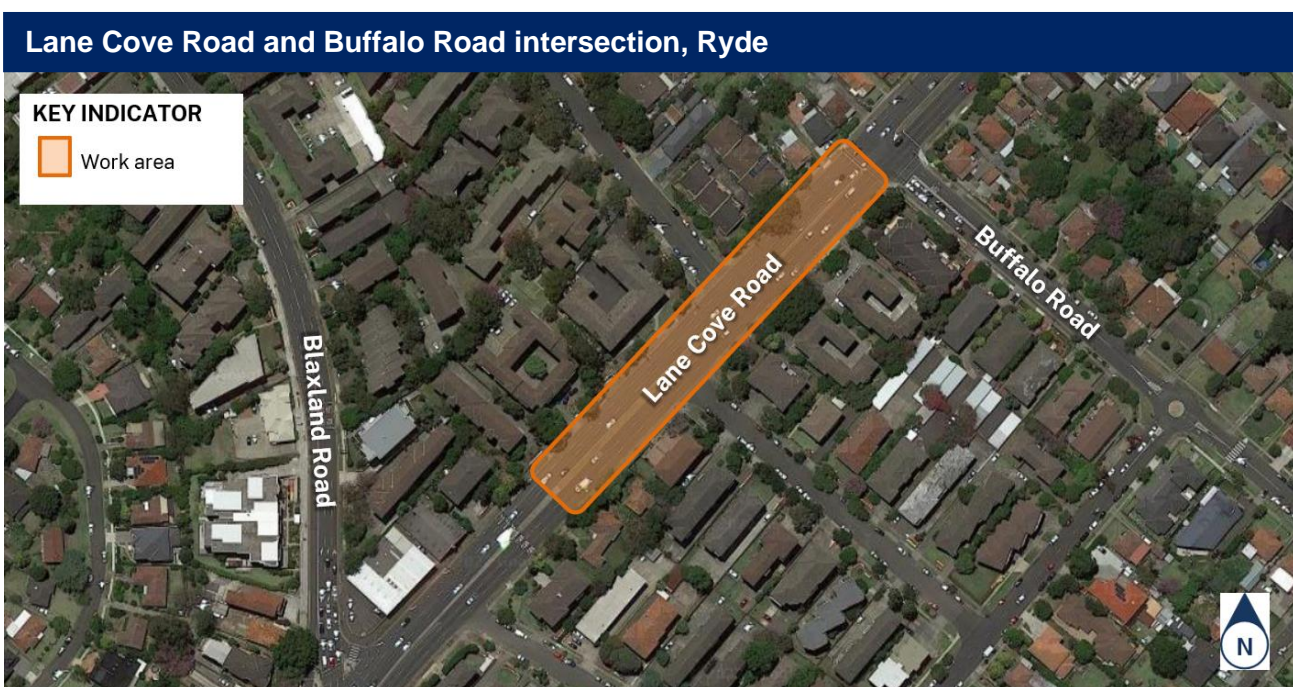 Lane Cove Road and Buffalo Road intersection, Ryde
KEY INDICATOR
Work area
Blaxland Road
Lane Cove Road
Buffalo Road
N